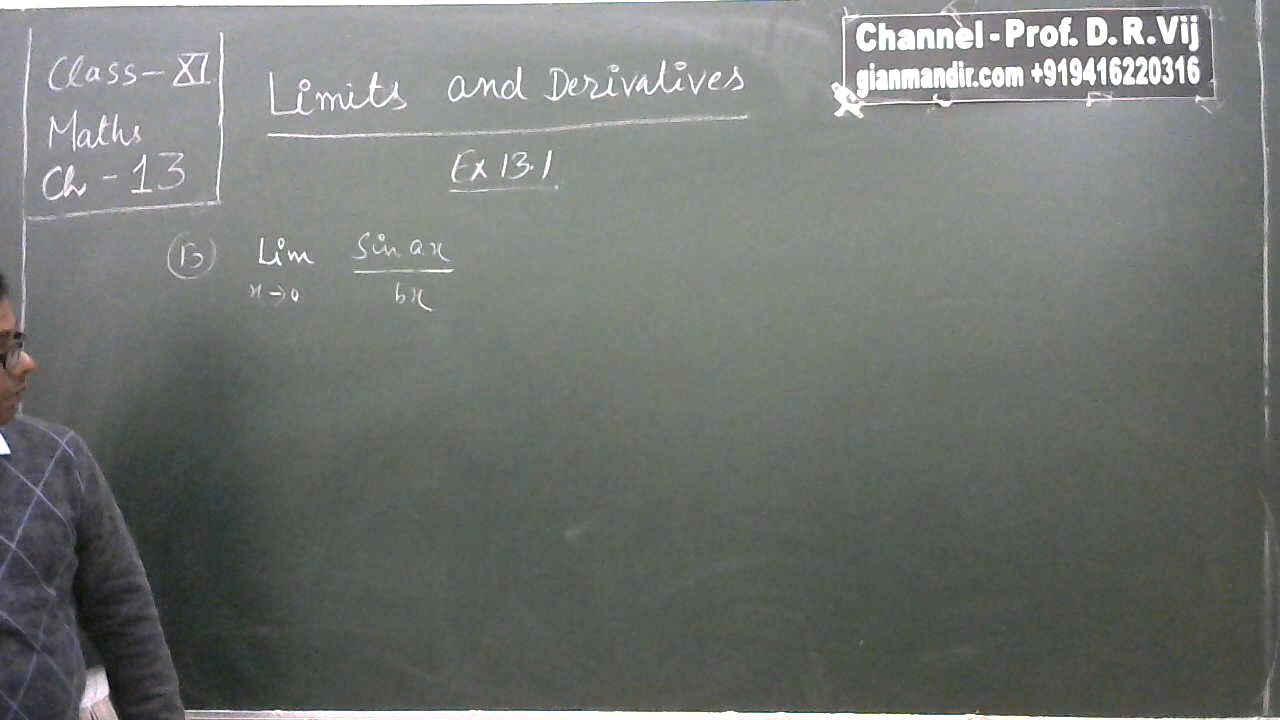 Class-XI
Maths
Ch-13
Limits and Derivatives
Ex 13.1
Channel - Prof. D. R. Vij
gianmandir.com +919416220316
13 Lim sin ax
x→0 bx